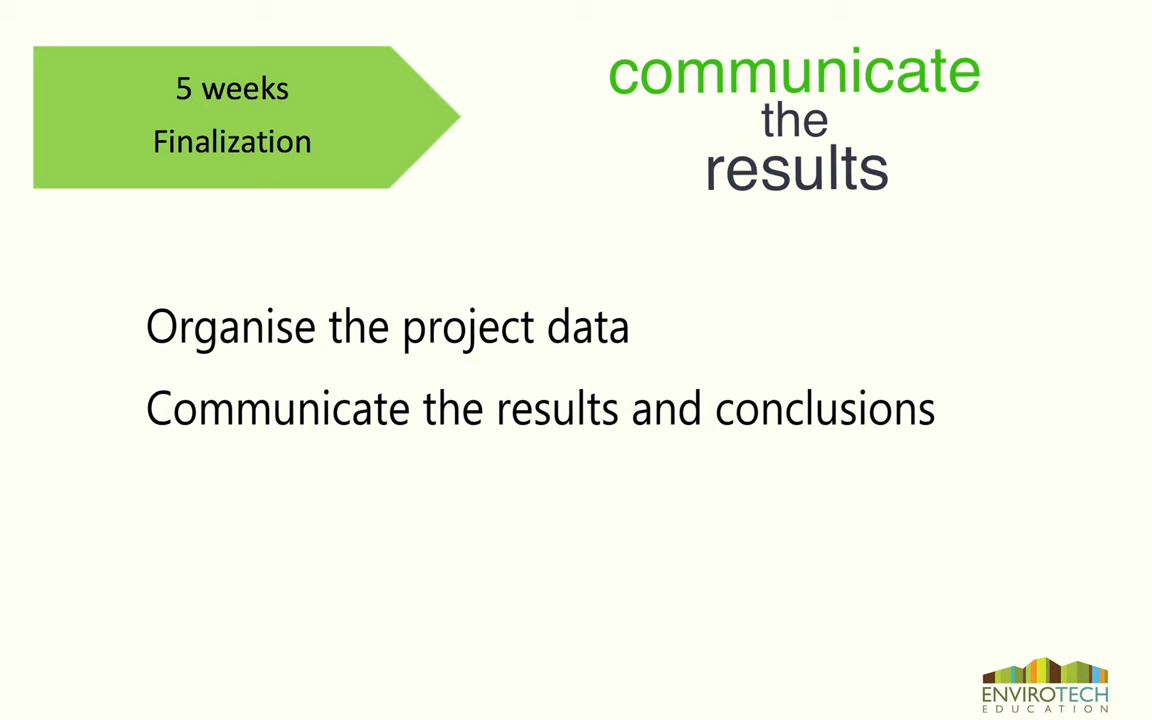 5 weeks
Finalization
communicate
the
results
Organise the project data
Communicate the results and conclusions
ENVIROTECH
EDUCATION